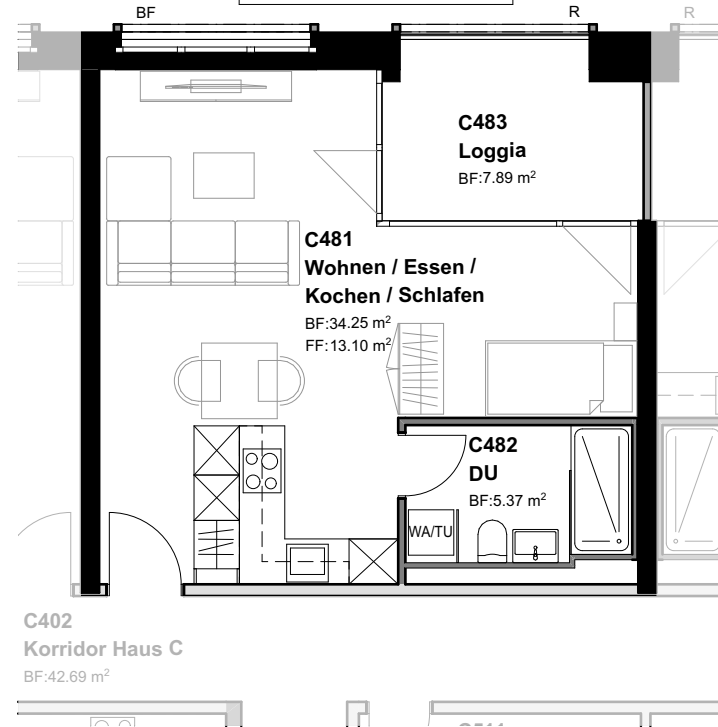 BF
R
R
C483
Loggia
BF:7.89 m²
C481
Wohnen / Essen /
Kochen / Schlafen
BF:34.25 m²
FF:13.10 m²
C482
DU
BF:5.37 m²
WA/TU
C402
Korridor Haus C
BF:42.69 m²